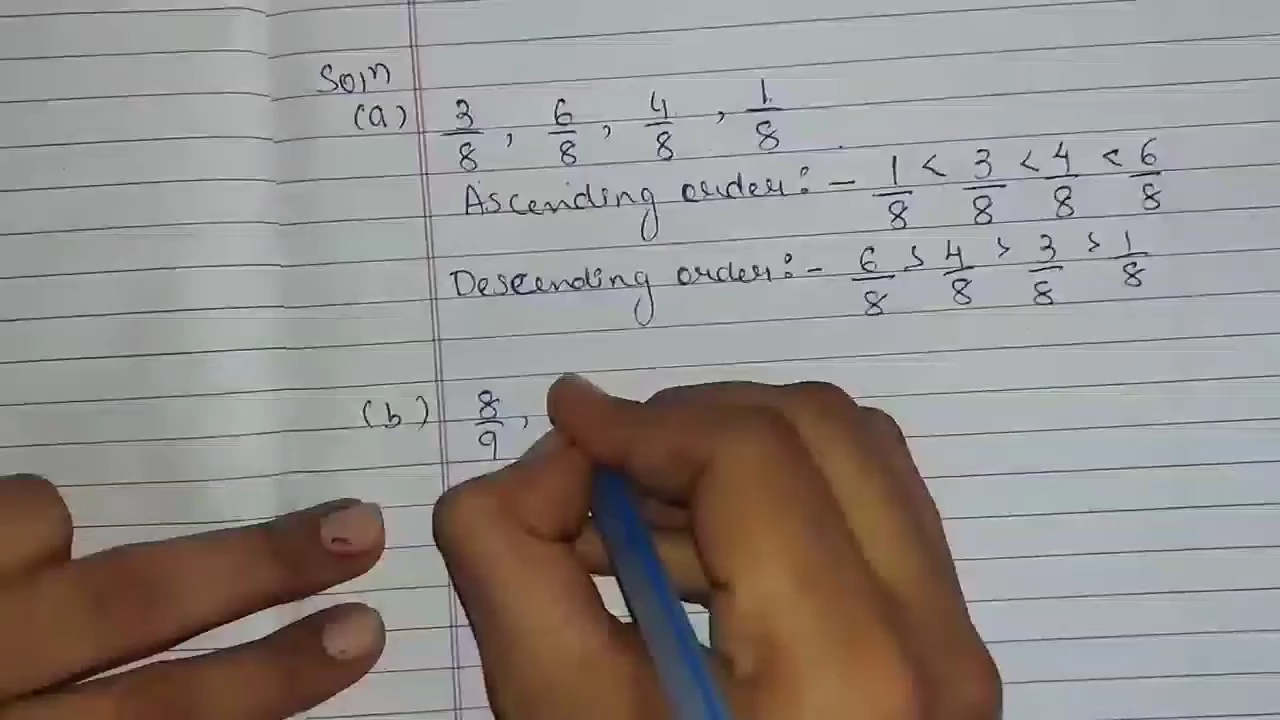 Soln
(a) 3/8, 6/8, 4/8, 1/8
Ascending order:- 1/8 < 3/8 < 4/8 < 6/8
Descending order:- 6/8 > 4/8 > 3/8 > 1/8
(b) 8/9,